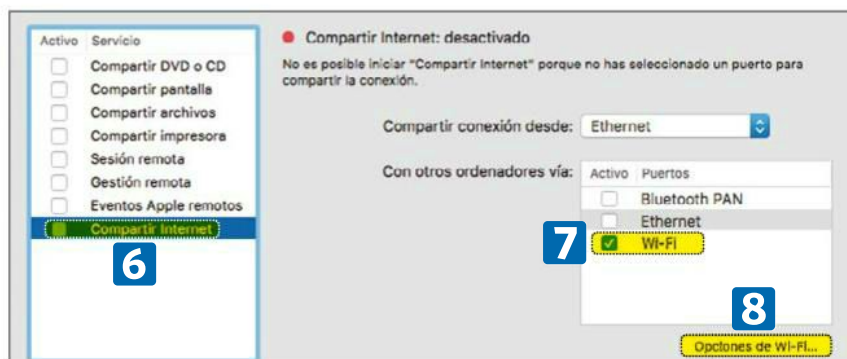 Activo Servicio
Compartir DVD o CD
Compartir pantalla
Compartir archivos
Compartir impresora
Sesión remota
Gestión remota
Eventos Apple remotos
Compartir Internet
6
Compartir Internet: desactivado
No es posible iniciar "Compartir Internet" porque no has seleccionado un puerto para
compartir la conexión.
Compartir conexión desde: Ethernet
Con otros ordenadores vía:
Activo Puertos
Bluetooth PAN
Ethernet
7 Wi-Fi
8
Opciones de Wi-Fi...